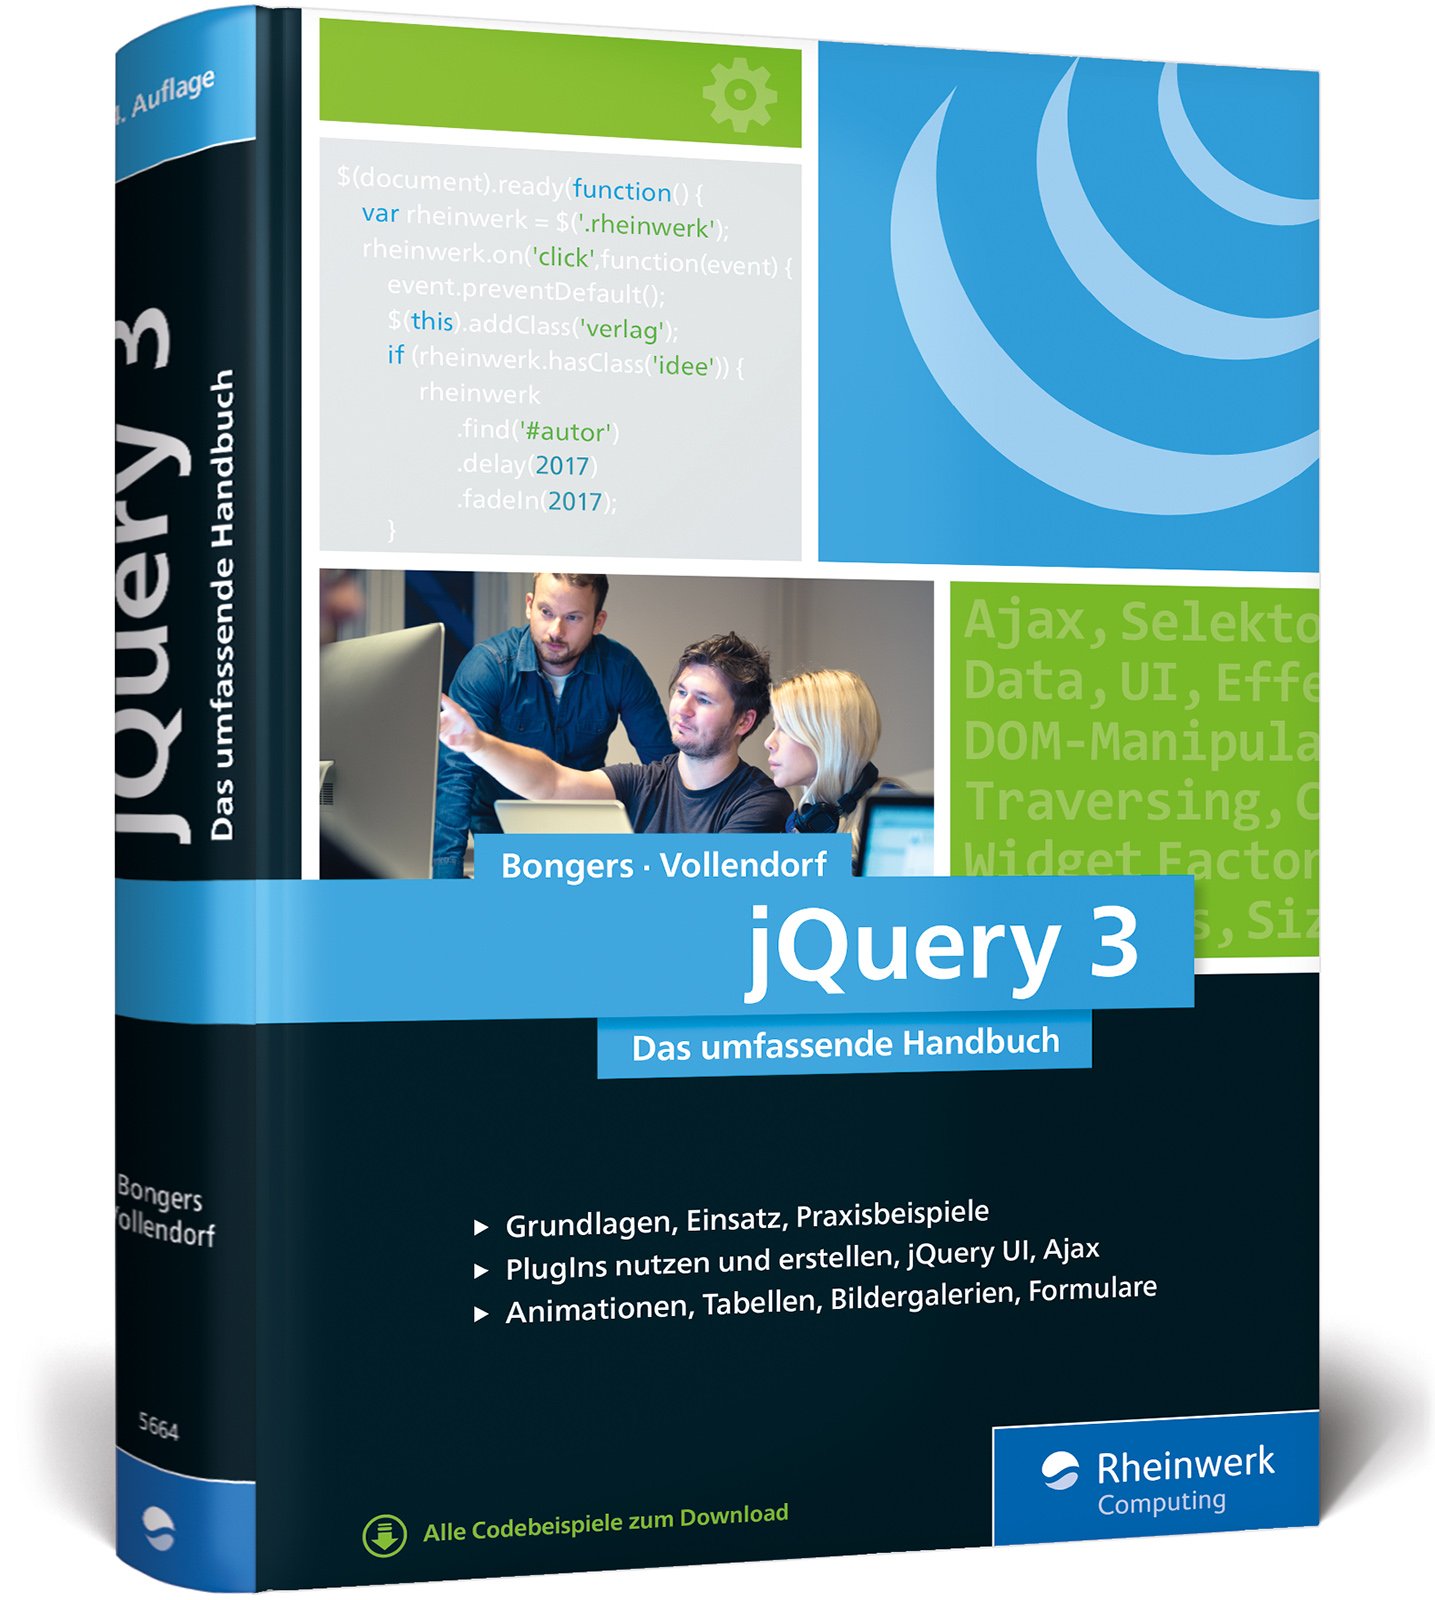 4. Auflage
jQuery 3
Das umfassende Handbuch
Bongers
Vollendorf
5664
$(document).ready(function() {
var rheinwerk = $('.rheinwerk');
rheinwerk.on('click',function(event) {
event.preventDefault();
$(this).addClass('verlag');
if (rheinwerk.hasClass('idee')) {
rheinwerk
.find('#autor')
.delay(2017)
.fadeIn(2017);
}
Ajax, Selekto
Data, UI, Effe
DOM-Manipula
Traversing, C
Widget Factor
s, Siz
Bongers · Vollendorf
jQuery 3
Das umfassende Handbuch
► Grundlagen, Einsatz, Praxisbeispiele
► PlugIns nutzen und erstellen, jQuery UI, Ajax
► Animationen, Tabellen, Bildergalerien, Formulare
Alle Codebeispiele zum Download
Rheinwerk
Computing